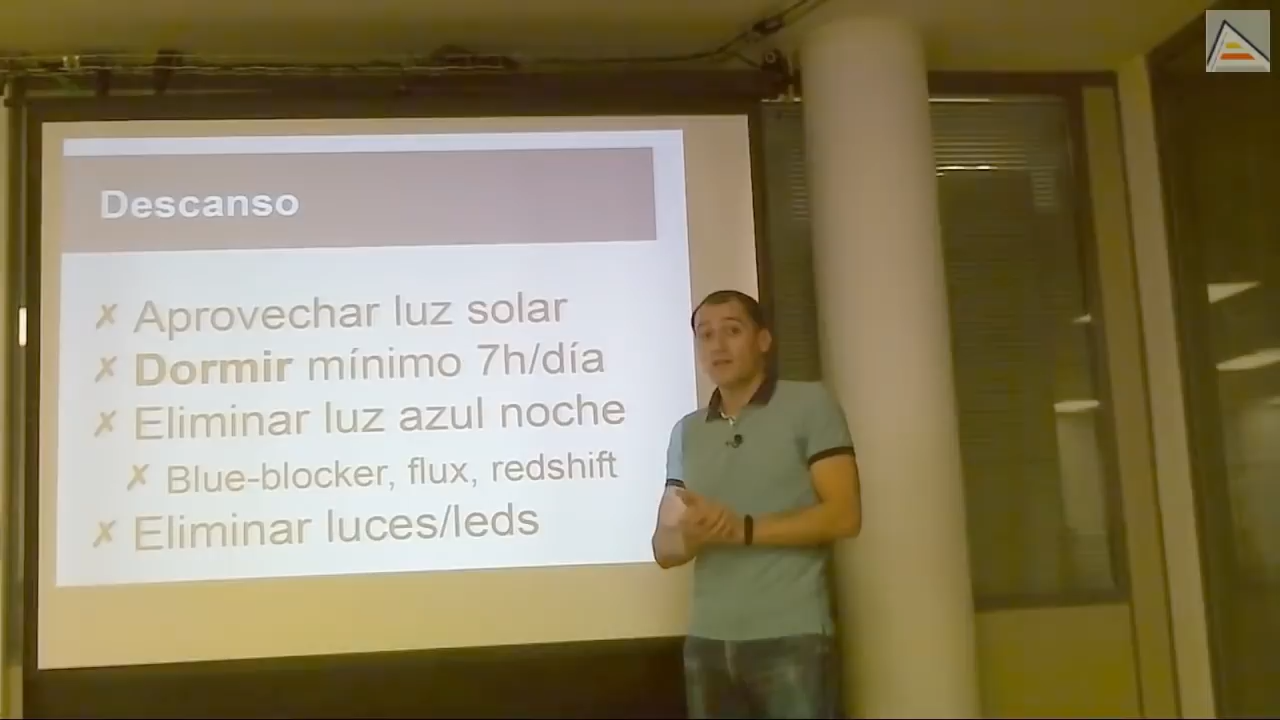 Descanso
✗ Aprovechar luz solar
✗ Dormir mínimo 7h/día
✗ Eliminar luz azul noche
✗ Blue-blocker, flux, redshift
✗ Eliminar luces/leds